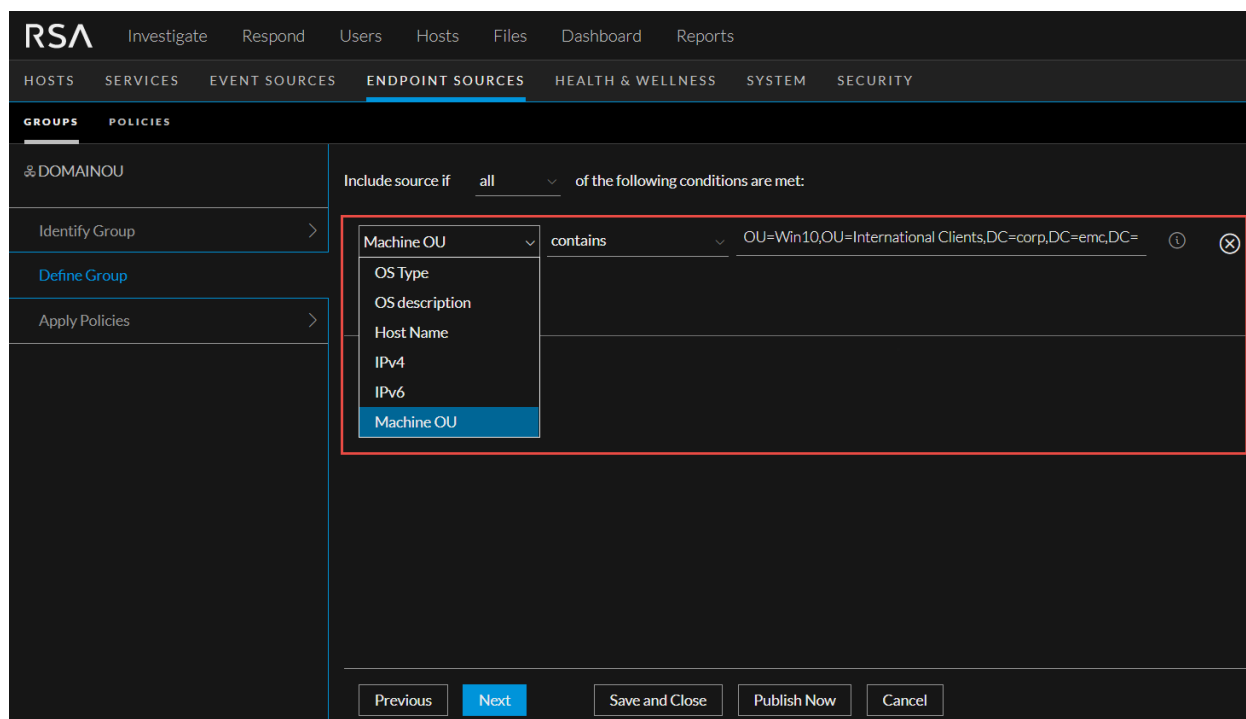 RSA Investigate Respond Users Hosts Files Dashboard Reports
HOSTS SERVICES EVENT SOURCES ENDPOINT SOURCES HEALTH & WELLNESS SYSTEM SECURITY
GROUPS POLICIES
DOMAINOU
Identify Group
Define Group
Apply Policies
Include source if all of the following conditions are met:
Machine OU contains OU=Win10,OU=International Clients,DC=corp,DC=emc,DC=
OS Type
OS description
Host Name
IPv4
IPv6
Machine OU
Previous Next Save and Close Publish Now Cancel